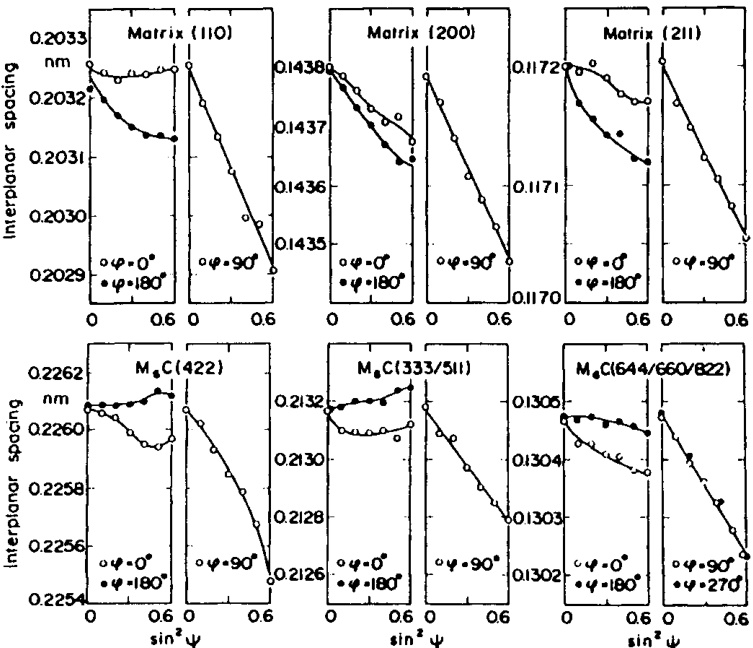 Matrix (110)
0.2033
nm
0.2032
0.2031
0.2030
0.2029
Interplanar spacing
○ φ=0°
● φ=180°
○ φ=90°
0 0.6 0 0.6
Matrix (200)
0.1438
0.1437
0.1436
0.1435
○ φ=0°
● φ=180°
○ φ=90°
0 0.6 0 0.6
Matrix (211)
0.1172
0.1171
0.1170
○ φ=0°
● φ=180°
○ φ=90°
0 0.6 0 0.6
M₆C(422)
0.2262
nm
0.2260
0.2258
0.2256
0.2254
Interplanar spacing
○ φ=0°
● φ=180°
○ φ=90°
0 0.6 0 0.6
sin² ψ
M₆C(333/511)
0.2132
0.2130
0.2128
0.2126
○ φ=0°
● φ=180°
○ φ=90°
0 0.6 0 0.6
sin² ψ
M₆C(644/660/822)
0.1305
0.1304
0.1303
0.1302
○ φ=0°
● φ=180°
○ φ=90°
● φ=270°
0 0.6 0 0.6
sin² ψ